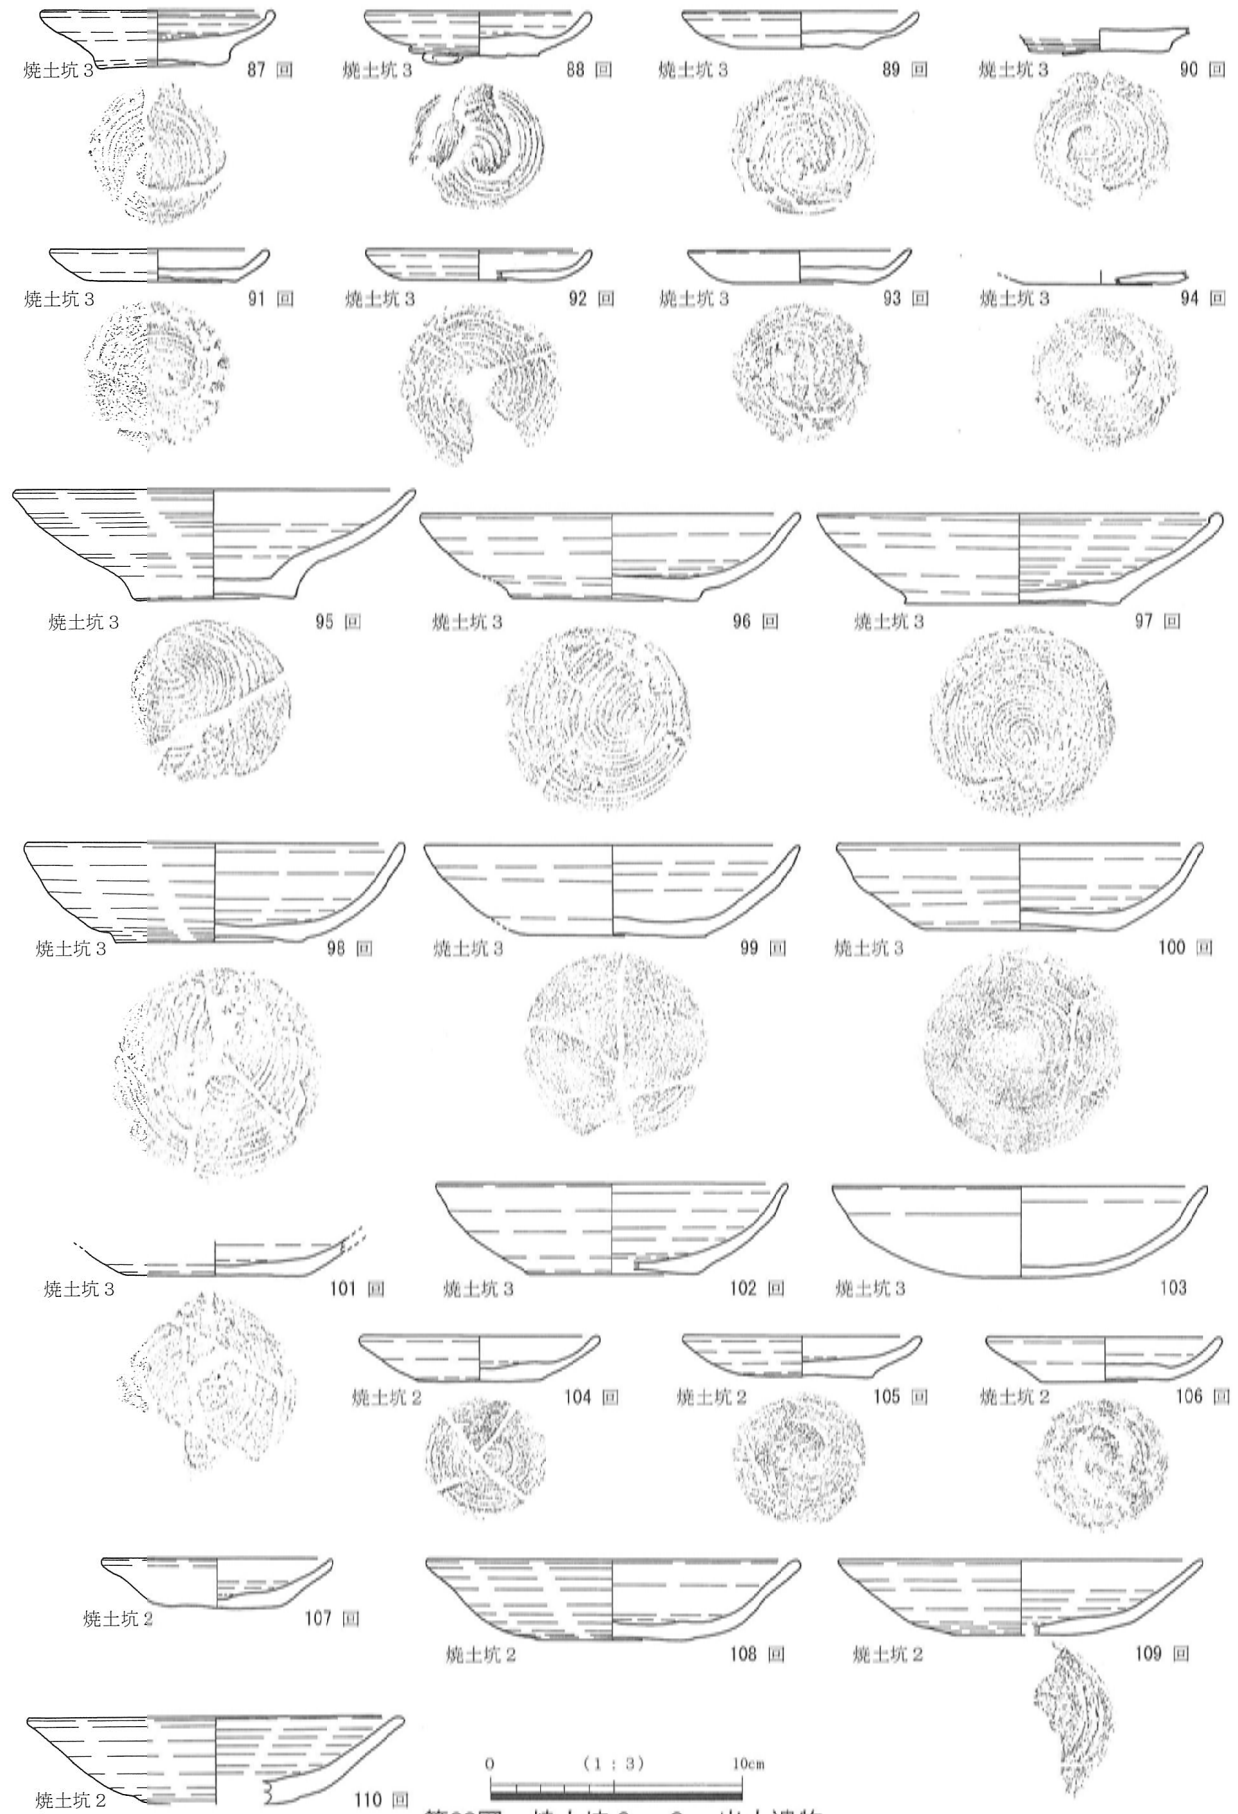 焼土坑3 87 回 焼土坑3 88 回 焼土坑3 89 回 焼土坑3 90 回
焼土坑3 91 回 焼土坑3 92 回 焼土坑3 93 回 焼土坑3 94 回
焼土坑3 95 回 焼土坑3 96 回 焼土坑3 97 回
焼土坑3 98 回 焼土坑3 99 回 焼土坑3 100 回
焼土坑3 101 回 焼土坑3 102 回 焼土坑3 103
焼土坑2 104 回 焼土坑2 105 回 焼土坑2 106 回
焼土坑2 107 回 焼土坑2 108 回 焼土坑2 109 回
焼土坑2 110 回
0 (1：3) 10cm